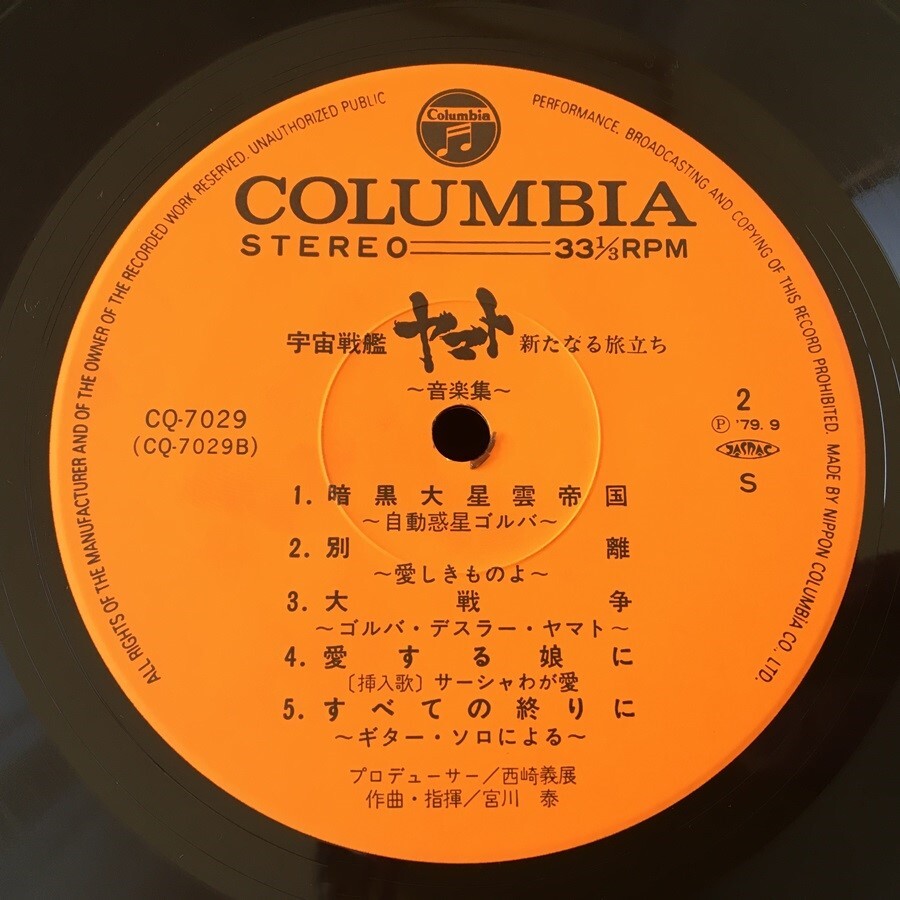 ALL RIGHTS OF THE MANUFACTURER AND OF THE OWNER OF THE RECORDED WORK RESERVED. UNAUTHORIZED PUBLIC PERFORMANCE. BROADCASTING AND COPYING OF THIS RECORD PROHIBITED. MADE BY NIPPON COLUMBIA CO., LTD.
Columbia
COLUMBIA
STEREO 33⅓RPM
宇宙戦艦 ヤマト 新たなる旅立ち
〜音楽集〜
CQ-7029
(CQ-7029B)
2
Ⓟ '79. 9
JASRAC
S
1. 暗黒大星雲帝国
〜自動惑星ゴルバ〜
2. 別離
〜愛しきものよ〜
3. 大戦争
〜ゴルバ・デスラー・ヤマト〜
4. 愛する娘に
〔挿入歌〕サーシャわが愛
5. すべての終りに
〜ギター・ソロによる〜
プロデューサー/西崎義展
作曲・指揮/宮川 泰